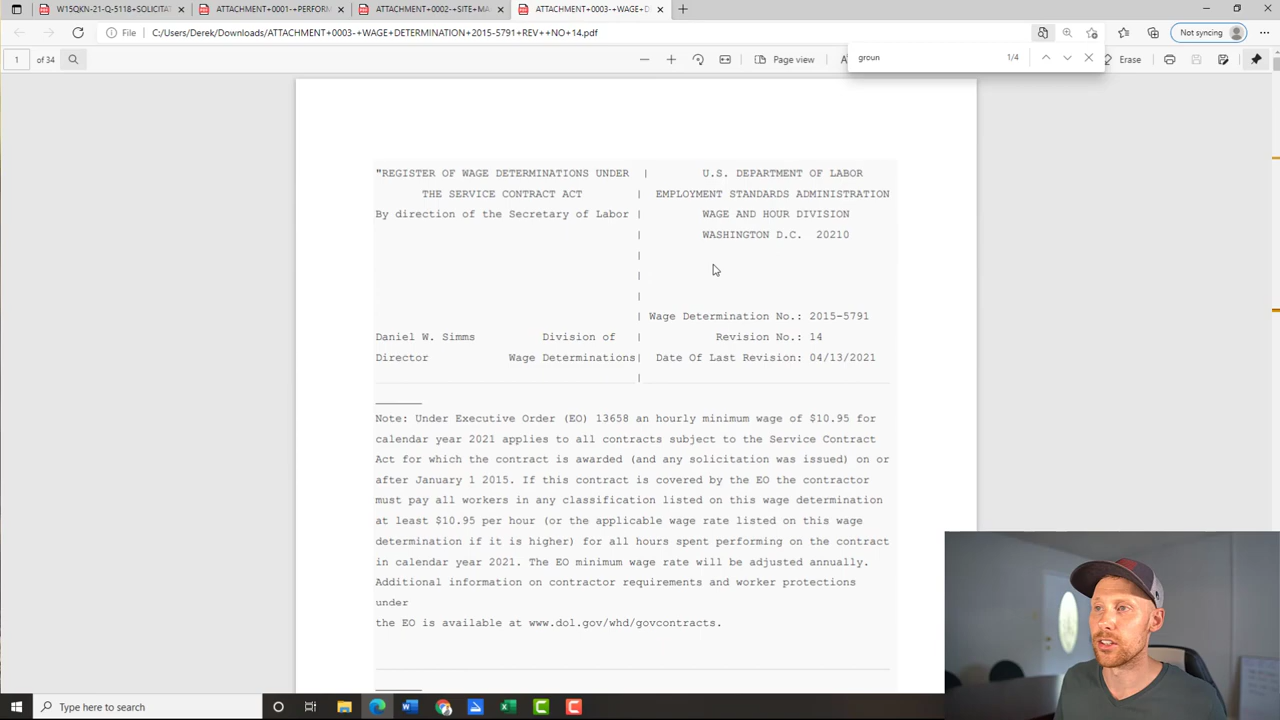 W15QKN-21-Q-5118+SOLICITAT
ATTACHMENT+0001-+PERFORM
ATTACHMENT+0002-+SITE+MA
ATTACHMENT+0003-+WAGE+D
File
C:/Users/Derek/Downloads/ATTACHMENT+0003-+WAGE+DETERMINATION+2015-5791+REV++NO+14.pdf
Not syncing
1 of 34
Page view
groun 1/4
Erase
"REGISTER OF WAGE DETERMINATIONS UNDER | U.S. DEPARTMENT OF LABOR
THE SERVICE CONTRACT ACT | EMPLOYMENT STANDARDS ADMINISTRATION
By direction of the Secretary of Labor | WAGE AND HOUR DIVISION
| WASHINGTON D.C. 20210
|
|
|
| Wage Determination No.: 2015-5791
Daniel W. Simms Division of | Revision No.: 14
Director Wage Determinations| Date Of Last Revision: 04/13/2021
|
Note: Under Executive Order (EO) 13658 an hourly minimum wage of $10.95 for
calendar year 2021 applies to all contracts subject to the Service Contract
Act for which the contract is awarded (and any solicitation was issued) on or
after January 1 2015. If this contract is covered by the EO the contractor
must pay all workers in any classification listed on this wage determination
at least $10.95 per hour (or the applicable wage rate listed on this wage
determination if it is higher) for all hours spent performing on the contract
in calendar year 2021. The EO minimum wage rate will be adjusted annually.
Additional information on contractor requirements and worker protections
under
the EO is available at www.dol.gov/whd/govcontracts.
Type here to search